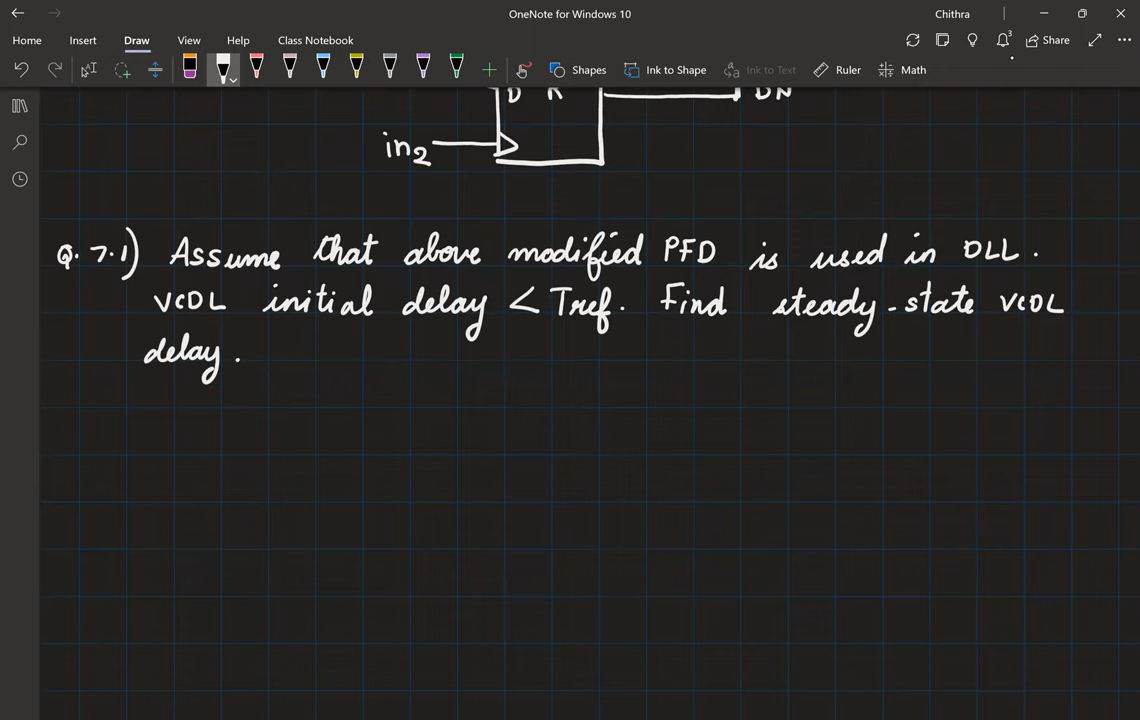 OneNote for Windows 10
Chithra
Home Insert Draw View Help Class Notebook
Share
3
Shapes Ink to Shape Ink to Text Ruler Math
D R DN
in2
Q. 7.1) Assume that above modified PFD is used in DLL.
VCDL initial delay < Tref. Find steady-state VCDL
delay.